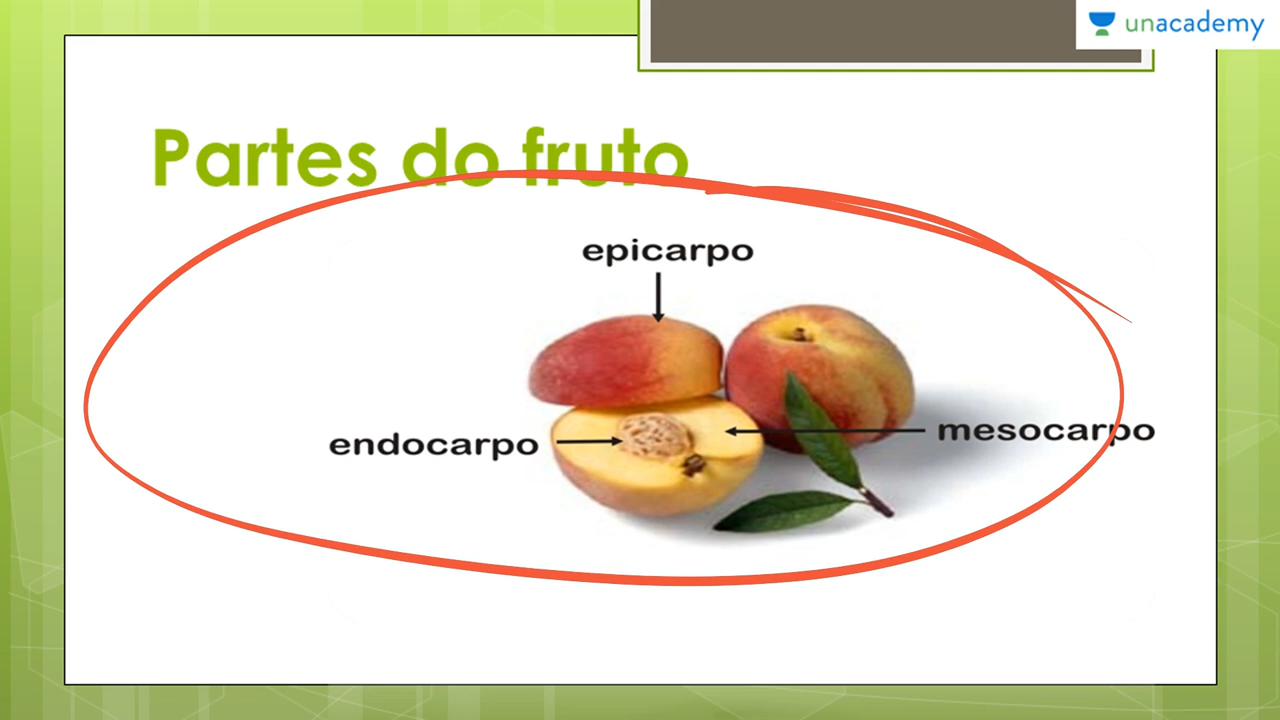 unacademy
Partes do fruto
epicarpo
endocarpo
mesocarpo